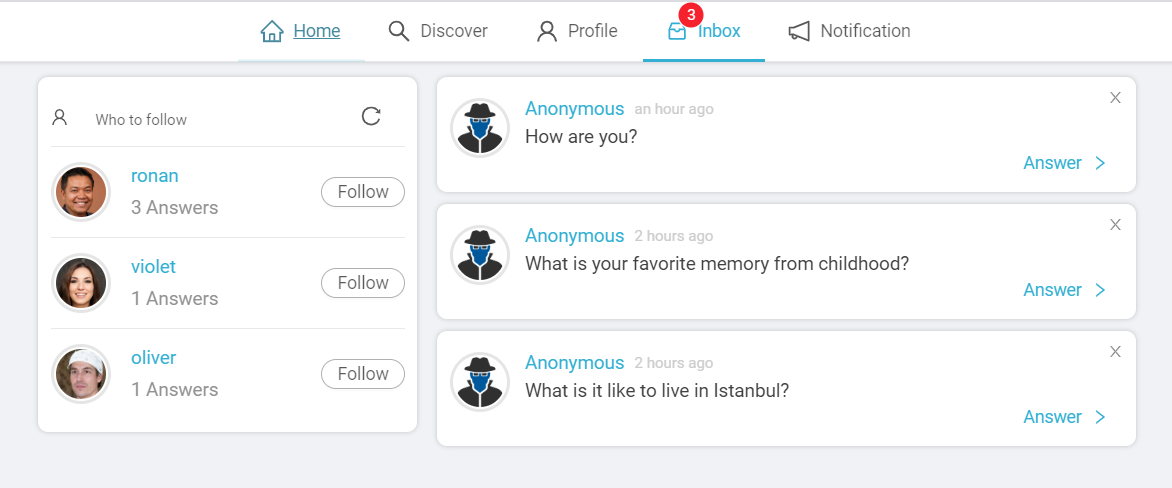 Home
Discover
Profile
3
Inbox
Notification
Who to follow
ronan
3 Answers
Follow
violet
1 Answers
Follow
oliver
1 Answers
Follow
Anonymous an hour ago
How are you?
Answer
Anonymous 2 hours ago
What is your favorite memory from childhood?
Answer
Anonymous 2 hours ago
What is it like to live in Istanbul?
Answer